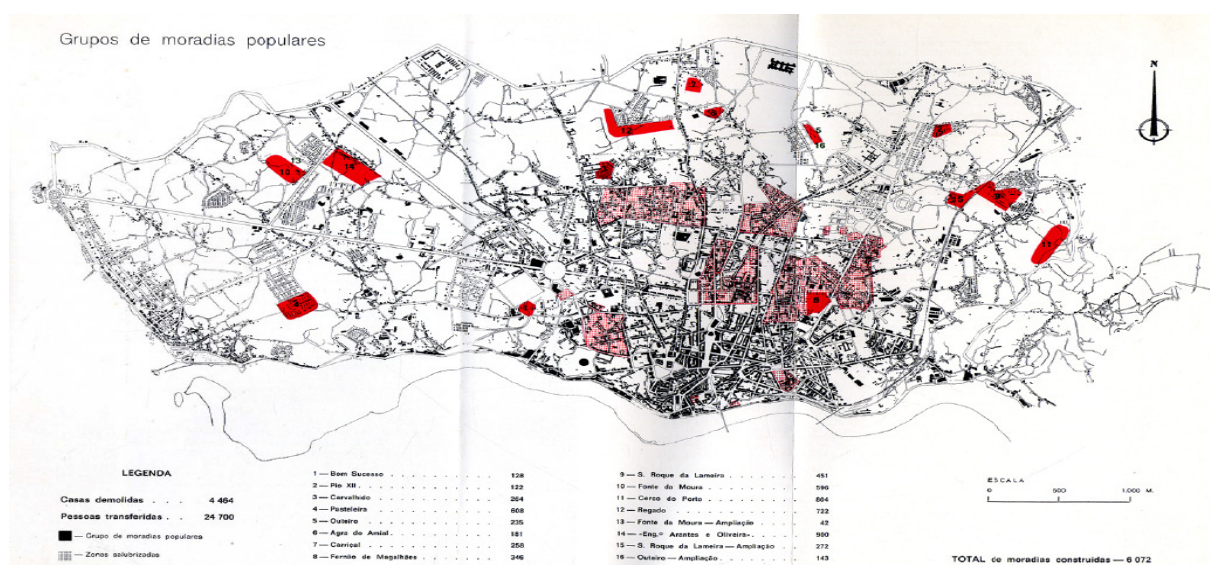 Grupos de moradias populares
N
LEGENDA
Casas demolidas . . . 4 464
Pessoas transferidas . . 24 700
— Grupo de moradias populares
— Zonas salubrizadas
1 — Bom Sucesso . . . . . . . . . 128
2 — Pio XII . . . . . . . . . 122
3 — Carvalhido . . . . . . . . . 264
4 — Pasteleira . . . . . . . . . 608
5 — Outeiro . . . . . . . . . 235
6 — Agra do Amial . . . . . . . . . 181
7 — Carriçal . . . . . . . . . 258
8 — Fernão de Magalhães . . . . . . . 346
9 — S. Roque da Lameira . . . . . . . 451
10 — Fonte da Moura . . . . . . . . 596
11 — Cerco do Porto . . . . . . . . 804
12 — Regado . . . . . . . . . 722
13 — Fonte da Moura — Ampliação . . . . 42
14 — «Eng.º Arantes e Oliveira» . . . . . 900
15 — S. Roque da Lameira — Ampliação . . . 272
16 — Outeiro — Ampliação . . . . . . . 143
ESCALA
0 500 1.000 M.
TOTAL de moradias construidas — 6 072